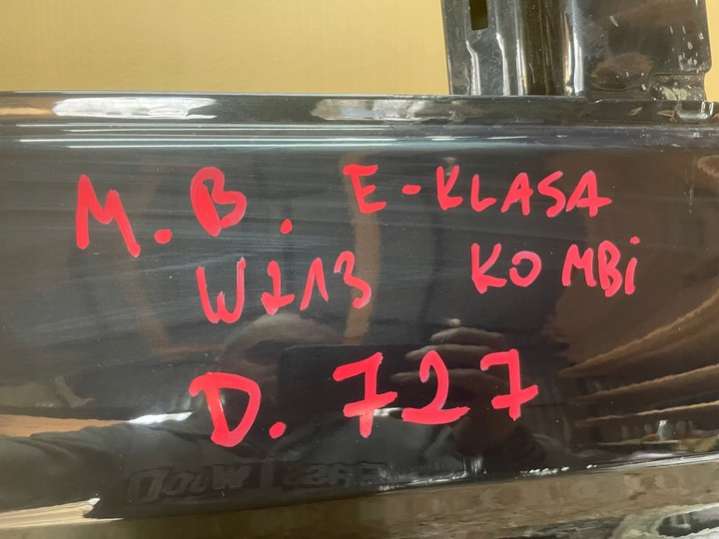 M.B. E-KLASA
W213 KOMBi
D. 727